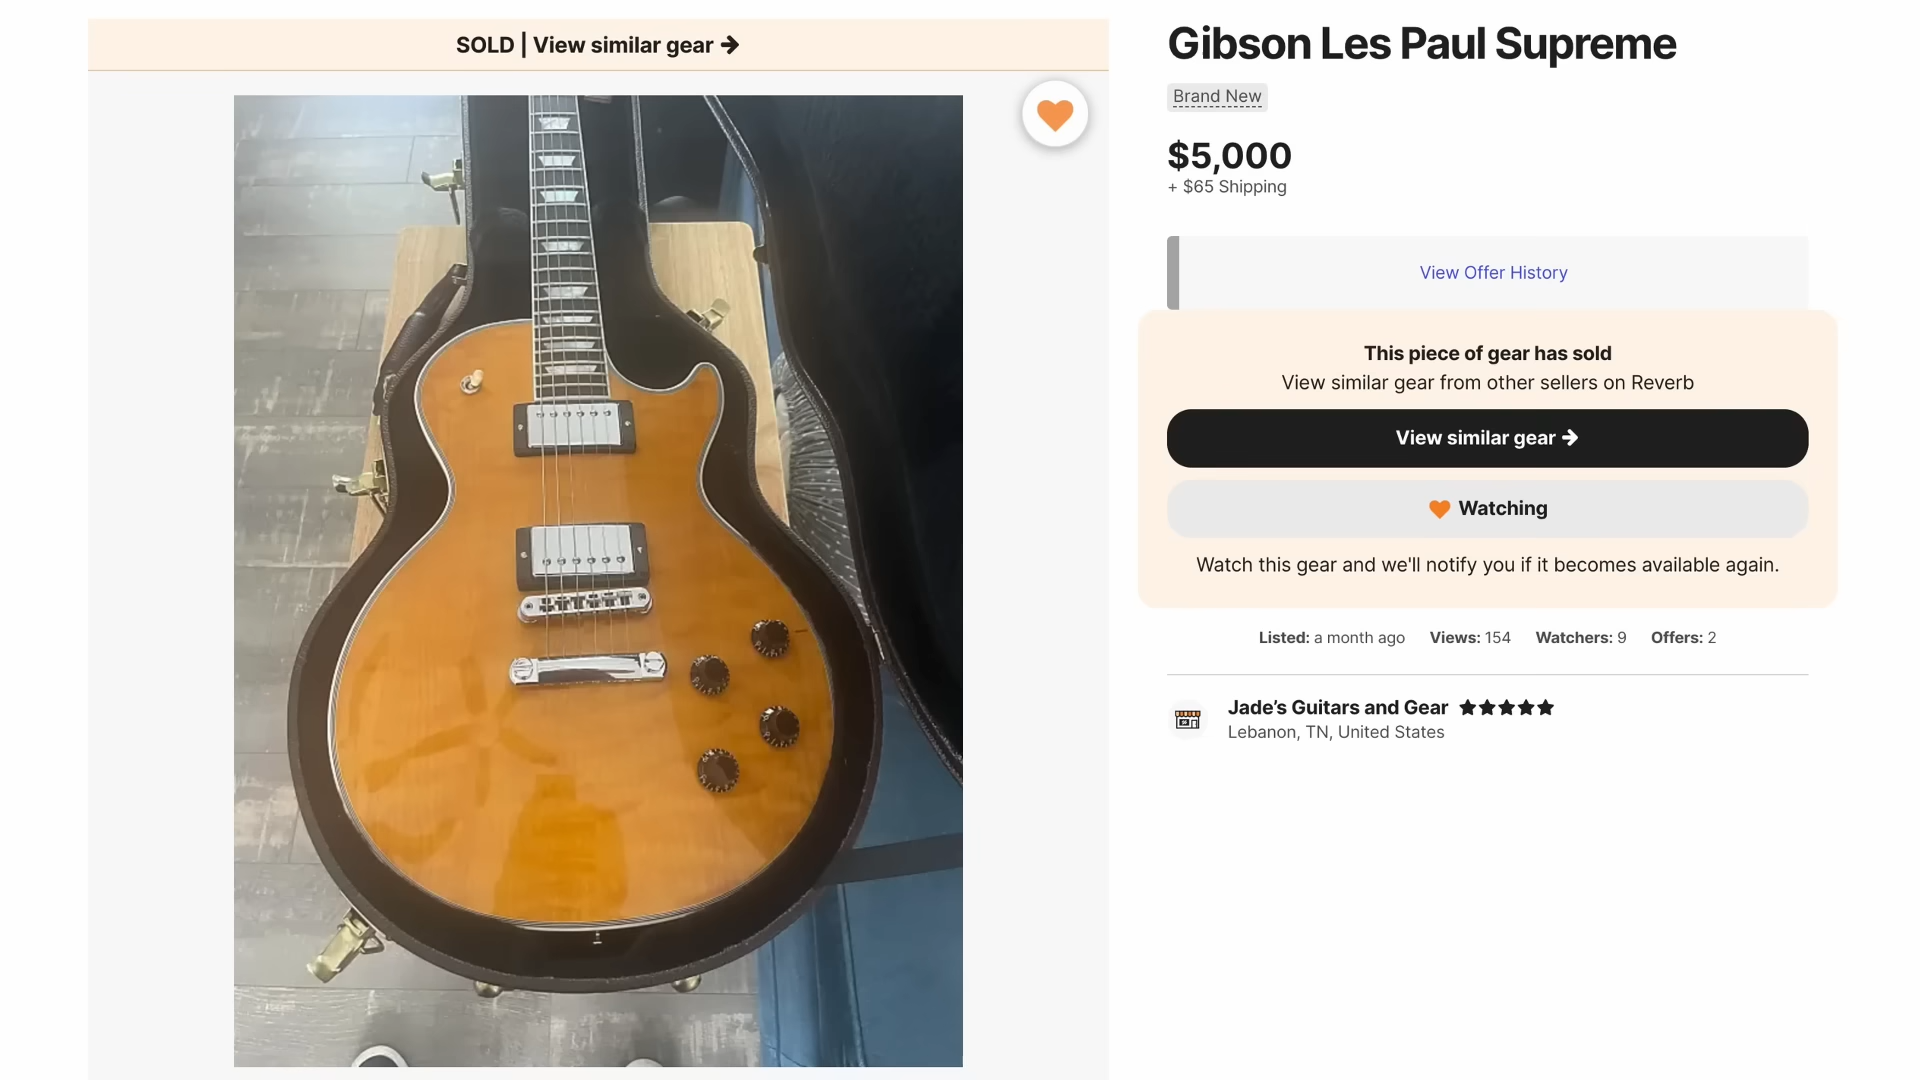 SOLD | View similar gear →
Gibson Les Paul Supreme
Brand New
$5,000
+ $65 Shipping
View Offer History
This piece of gear has sold
View similar gear from other sellers on Reverb
View similar gear →
Watching
Watch this gear and we'll notify you if it becomes available again.
Listed: a month ago Views: 154 Watchers: 9 Offers: 2
Jade’s Guitars and Gear ★★★★★
Lebanon, TN, United States